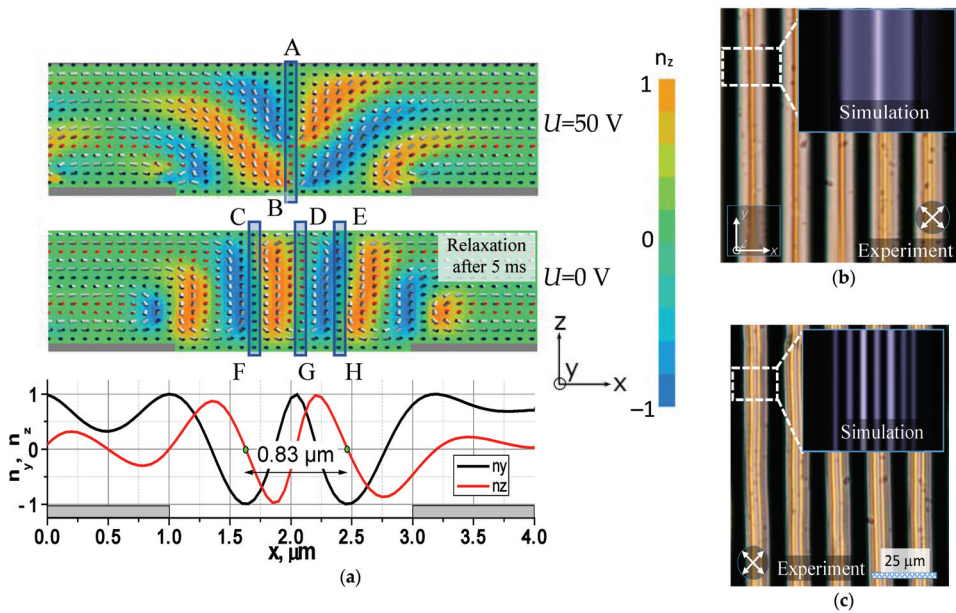 A
U=50 V
B
C
D
E
Relaxation
after 5 ms
U=0 V
F
G
H
z
y
x
n_z
1
0
−1
n_y, n_z
1
0
-1
0.83 μm
ny
nz
0.0 0.5 1.0 1.5 2.0 2.5 3.0 3.5 4.0
x, μm
(a)
Simulation
y
x
Experiment
(b)
Simulation
Experiment
25 μm
(c)